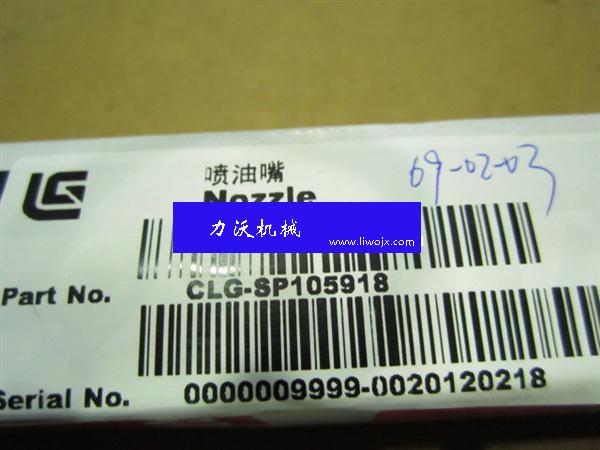 喷油嘴
69-02-03
Nozzle
力沃机械
www.liwojx.com
Part No.
CLG-SP105918
Serial No.
0000009999-0020120218